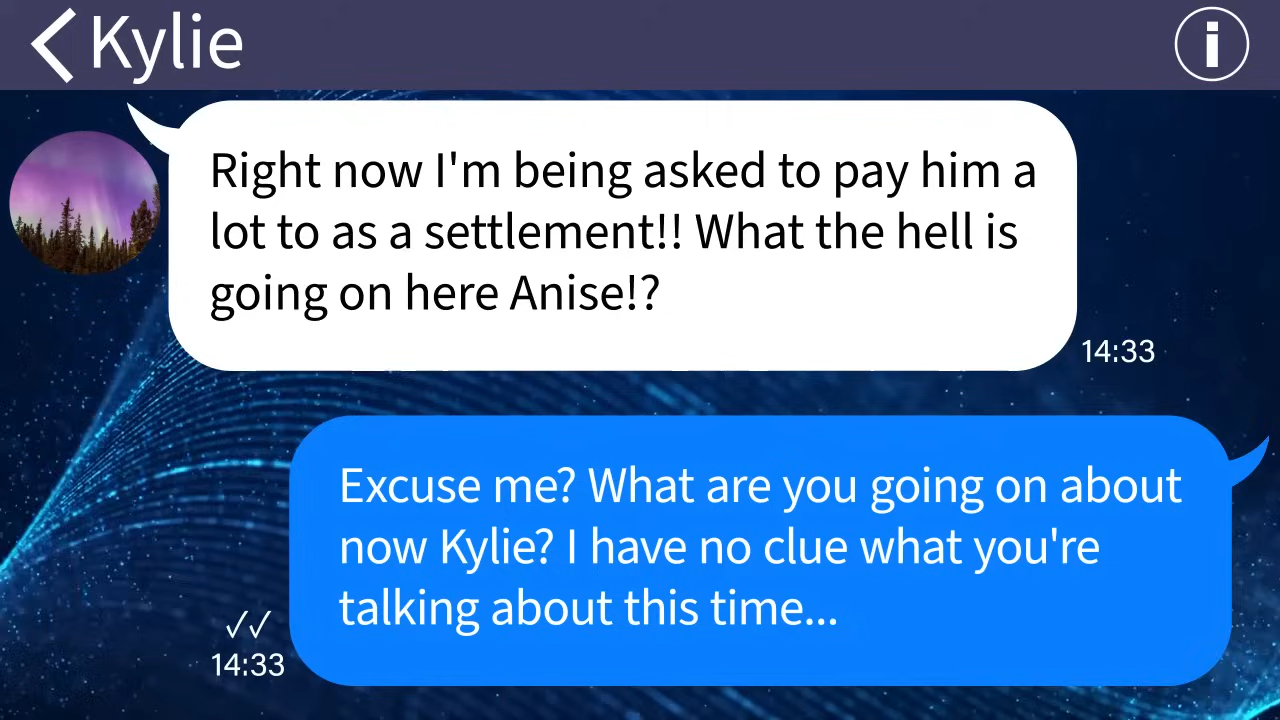 Kylie
Right now I'm being asked to pay him a
lot to as a settlement!! What the hell is
going on here Anise!?
14:33
Excuse me? What are you going on about
now Kylie? I have no clue what you're
talking about this time...
14:33